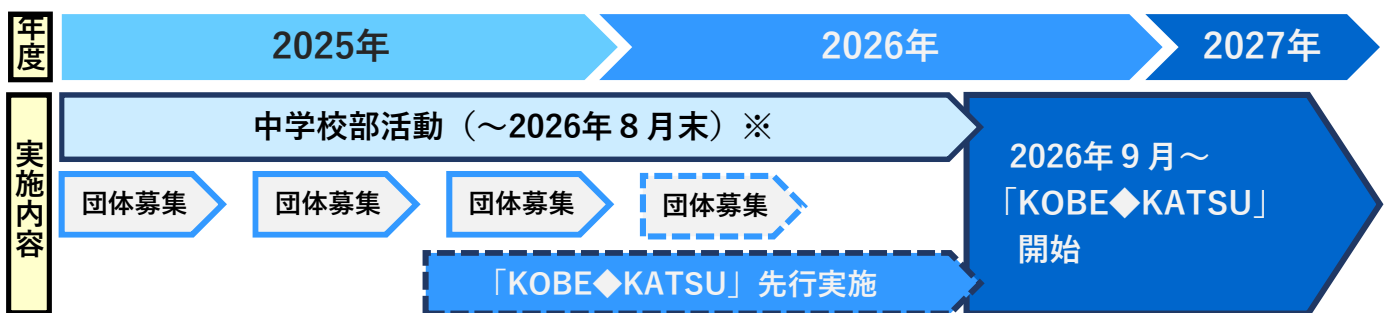 年度
2025年
2026年
2027年
実施内容
中学校部活動（～2026年８月末）※
団体募集
団体募集
団体募集
団体募集
「KOBE◆KATSU」先行実施
2026年９月～
「KOBE◆KATSU」
開始